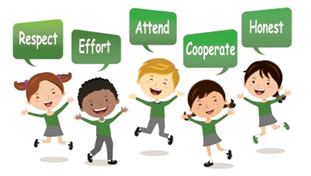 Respect
Effort
Attend
Cooperate
Honest